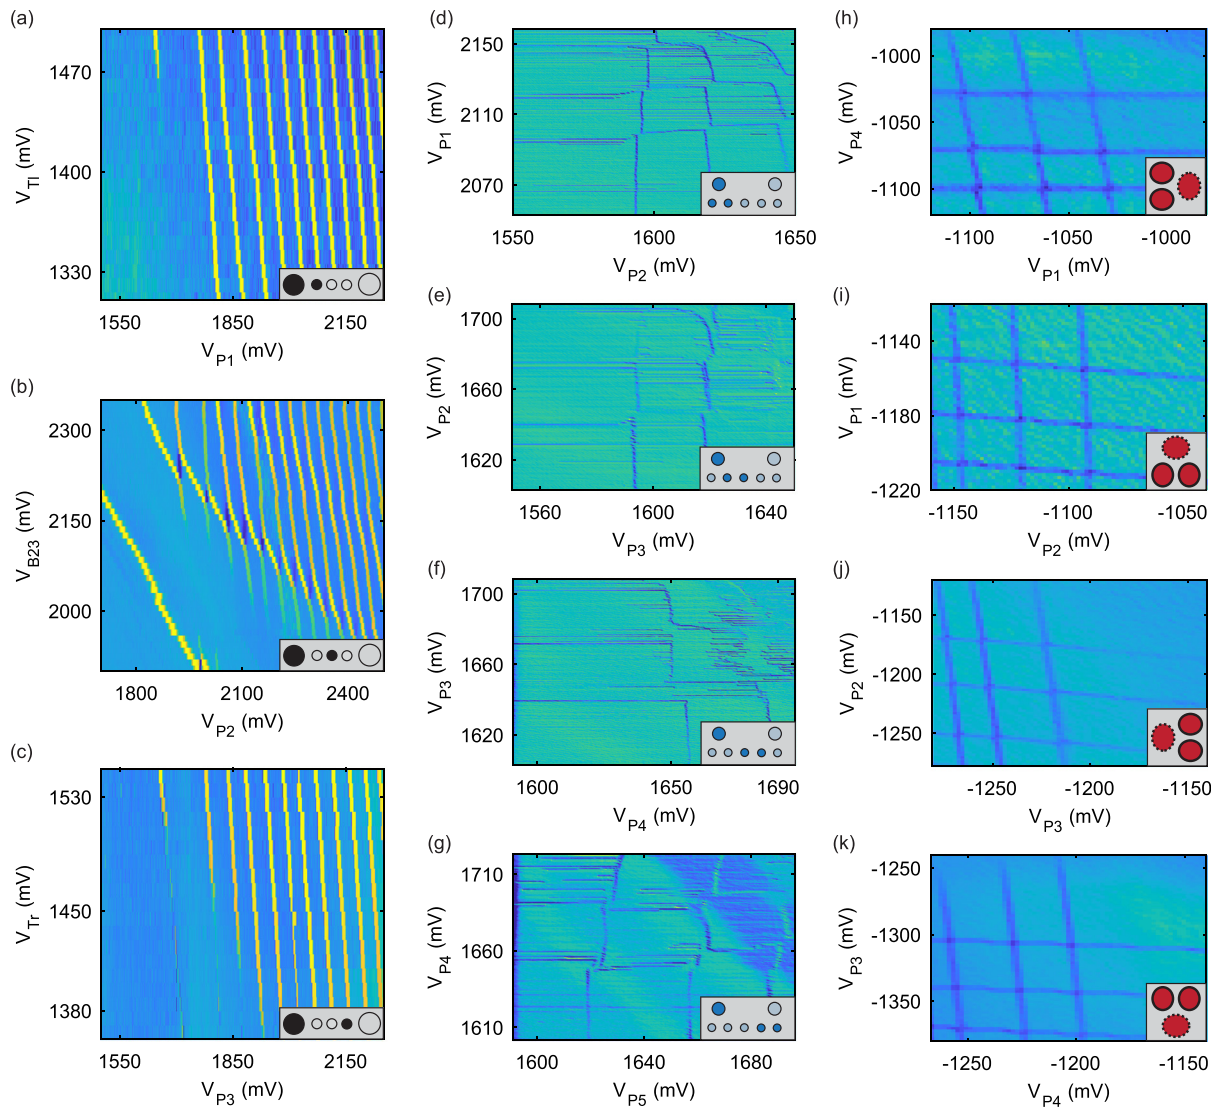 (a)
1470
1400
1330
V_Tl (mV)
1550 1850 2150
V_P1 (mV)
(b)
2300
2150
2000
V_B23 (mV)
1800 2100 2400
V_P2 (mV)
(c)
1530
1450
1380
V_Tr (mV)
1550 1850 2150
V_P3 (mV)
(d)
2150
2110
2070
V_P1 (mV)
1550 1600 1650
V_P2 (mV)
(e)
1700
1660
1620
V_P2 (mV)
1560 1600 1640
V_P3 (mV)
(f)
1700
1660
1620
V_P3 (mV)
1600 1650 1690
V_P4 (mV)
(g)
1710
1660
1610
V_P4 (mV)
1600 1640 1680
V_P5 (mV)
(h)
-1000
-1050
-1100
V_P4 (mV)
-1100 -1050 -1000
V_P1 (mV)
(i)
-1140
-1180
-1220
V_P1 (mV)
-1150 -1100 -1050
V_P2 (mV)
(j)
-1150
-1200
-1250
V_P2 (mV)
-1250 -1200 -1150
V_P3 (mV)
(k)
-1250
-1300
-1350
V_P3 (mV)
-1250 -1200
V_P4 (mV)